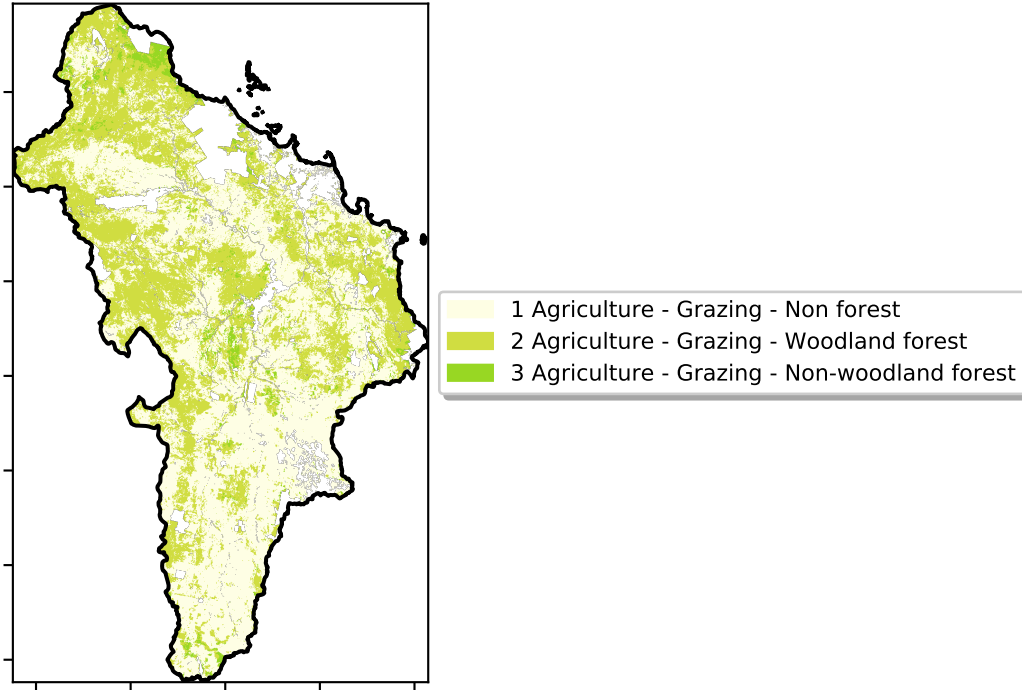 1 Agriculture - Grazing - Non forest
2 Agriculture - Grazing - Woodland forest
3 Agriculture - Grazing - Non-woodland forest